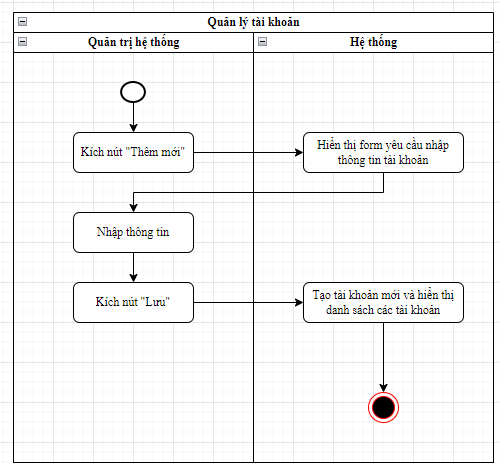 Quản lý tài khoản
Quản trị hệ thống
Hệ thống
Kích nút "Thêm mới"
Hiển thị form yêu cầu nhập
thông tin tài khoản
Nhập thông tin
Kích nút "Lưu"
Tạo tài khoản mới và hiển thị
danh sách các tài khoản